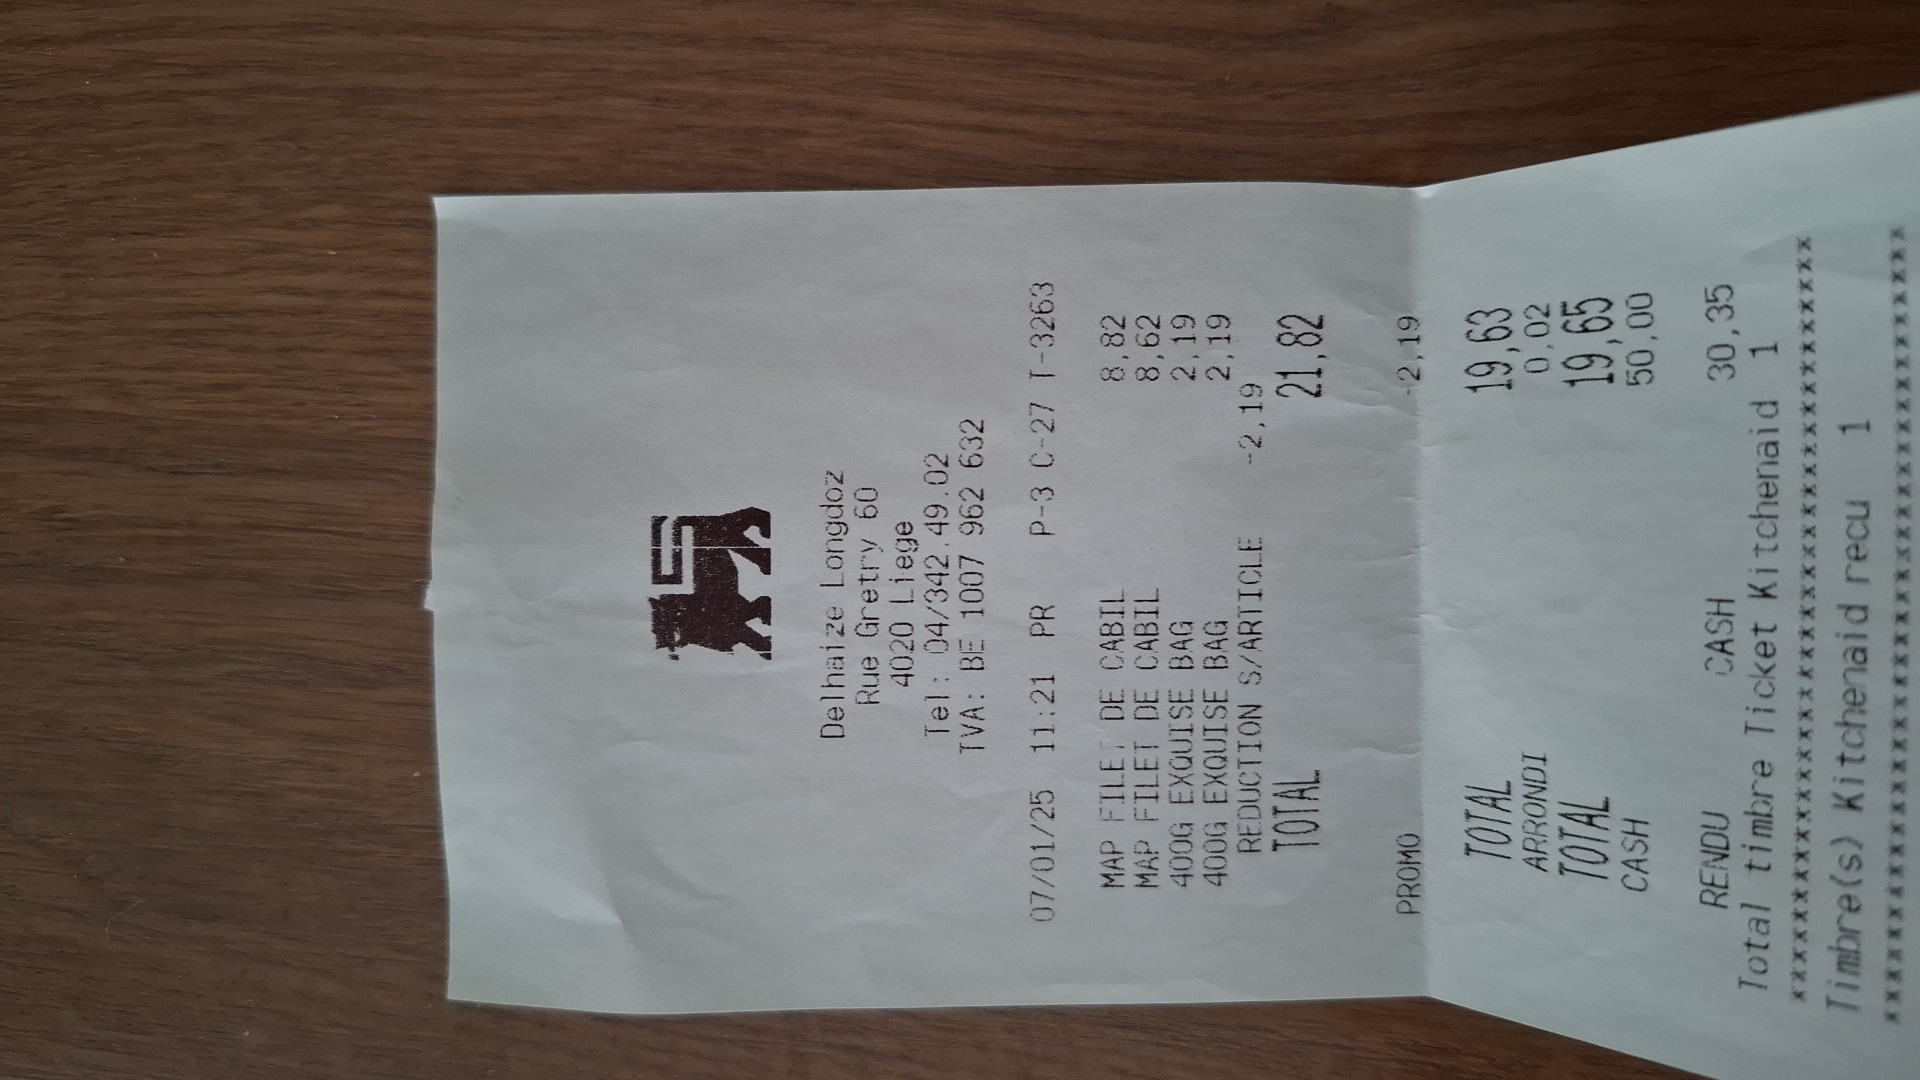 Delhaize Longdoz
Rue Gretry 60
4020 Liege
Tel: 04/342.49.02
TVA: BE 1007 962 632
07/01/25 11:21 PR P-3 C-27 T-3263
MAP FILET DE CABIL 8,82
MAP FILET DE CABIL 8,62
400G EXQUISE BAG 2,19
400G EXQUISE BAG 2,19
REDUCTION S/ARTICLE -2,19
TOTAL 21,82
PROMO -2,19
TOTAL 19,63
ARRONDI 0,02
TOTAL 19,65
CASH 50,00
RENDU CASH 30,35
Total timbre Ticket Kitchenaid 1
xxxxxxxxxxxxxxxxxxxxxxxxxxxxxxxxxxxxxx
Timbre(s) Kitchenaid recu 1
xxxxxxxxxxxxxxxxxxxxxxxxxxxxxxxxxxxxxx